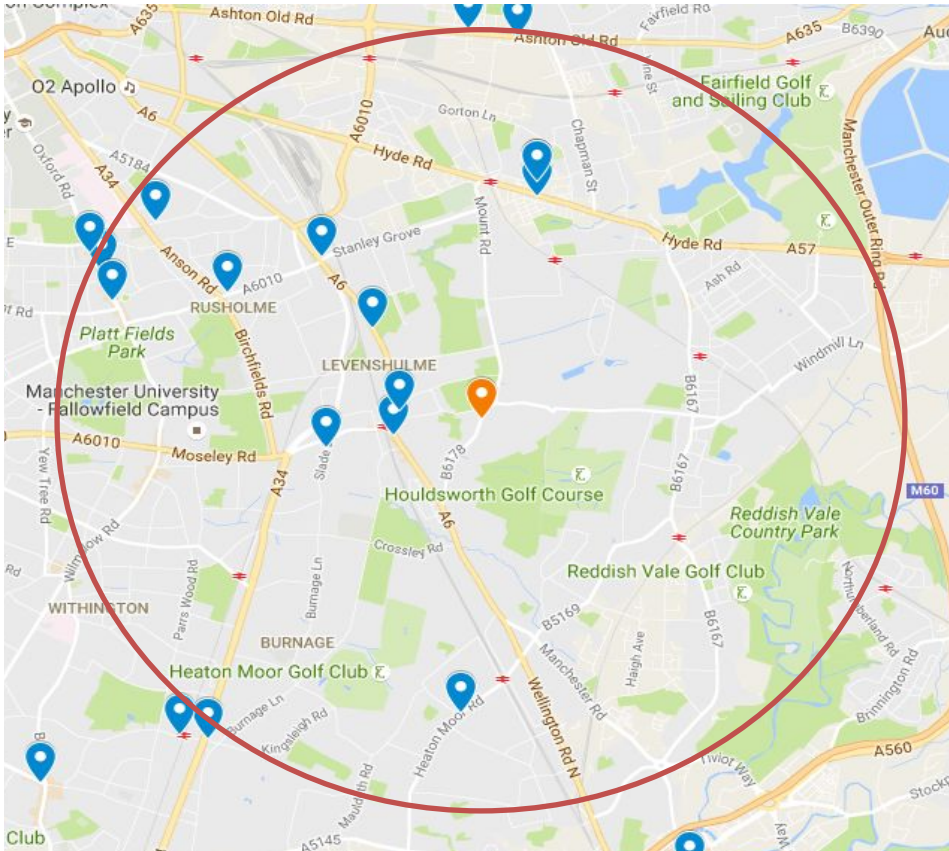 A635
Ashton Old Rd
Fairfield Rd
Ashton Old Rd
A635
B6390
O2 Apollo
A6
A6010
Gorton Ln
Fairfield Golf
and Sailing Club
Oxford Rd
A5184
A34
Hyde Rd
Chapman St
Manchester Outer Ring Rd
Mount Rd
Stanley Grove
Hyde Rd
A57
Anson Rd
A6010
A6
Ash Rd
RUSHOLME
Platt Fields
Park
Birchfields Rd
LEVENSHULME
Windmill Ln
Manchester University
- Fallowfield Campus
B6167
A6010
Moseley Rd
Slade
B6178
B6167
Yew Tree Rd
A34
Houldsworth Golf Course
A6
M60
Reddish Vale
Country Park
Wilmslow Rd
Crossley Rd
Reddish Vale Golf Club
Parrs Wood Rd
Burnage Ln
Northumberland Rd
WITHINGTON
B5169
B6167
BURNAGE
Haigh Ave
Heaton Moor Golf Club
Manchester Rd
Brinnington Rd
Burnage Ln
Kingsleigh Rd
Heaton Moor Rd
Wellington Rd N
A560
Tiviot Way
Mauldeth Rd
Club
A5145
Way